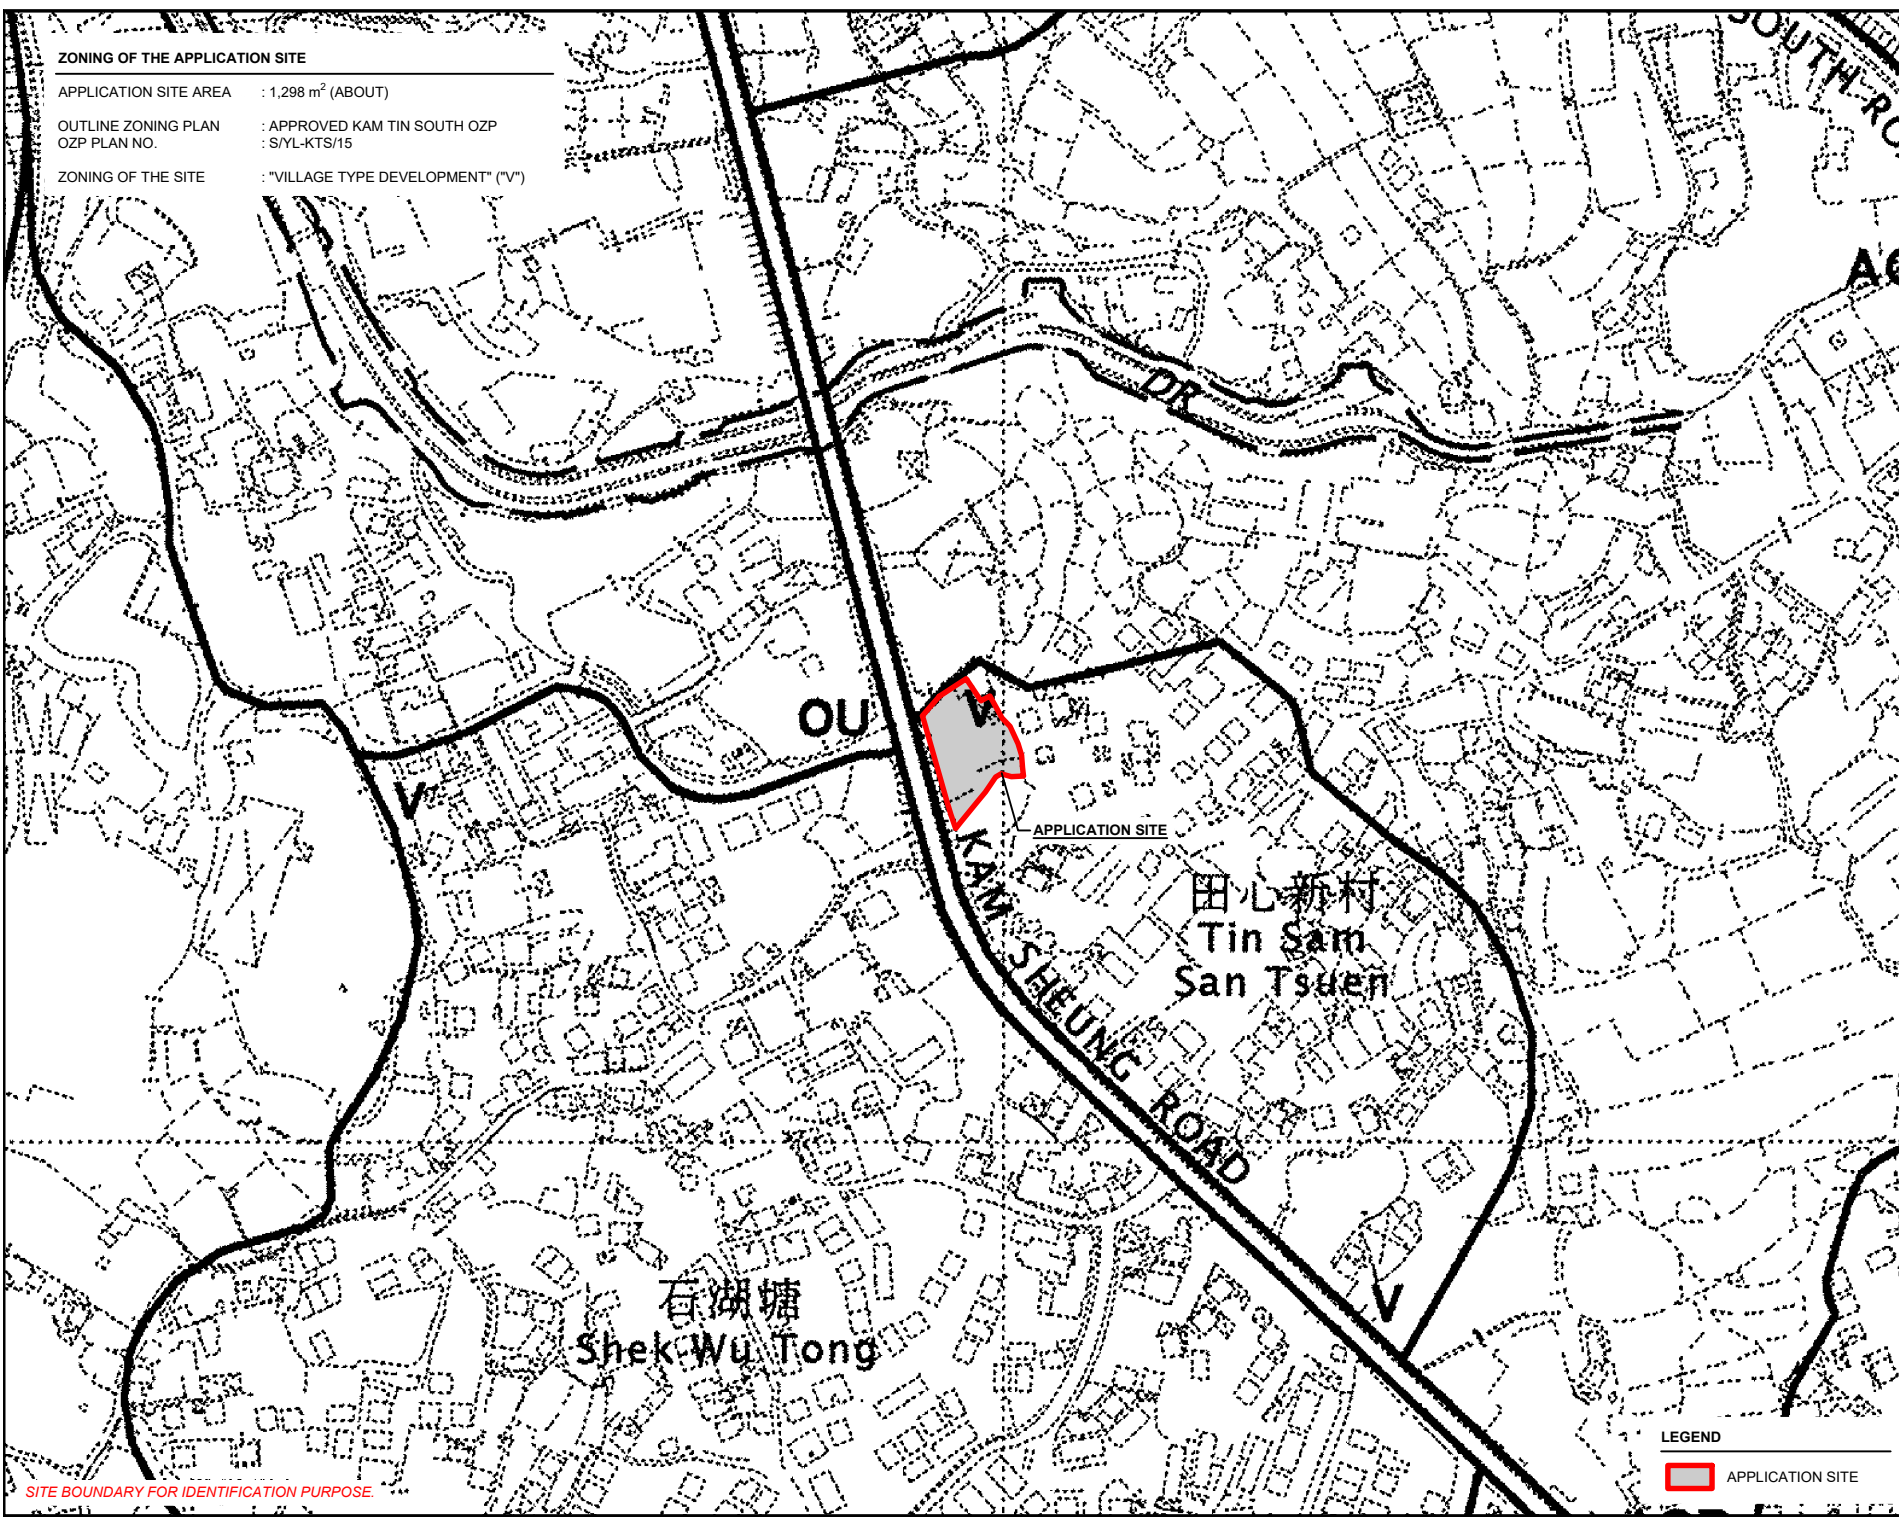 ZONING OF THE APPLICATION SITE
APPLICATION SITE AREA : 1,298 m² (ABOUT)
OUTLINE ZONING PLAN : APPROVED KAM TIN SOUTH OZP
OZP PLAN NO. : S/YL-KTS/15
ZONING OF THE SITE : "VILLAGE TYPE DEVELOPMENT" ("V")
SOUTH
DR
OU
V
V
APPLICATION SITE
KAM SHEUNG ROAD
田心新村
Tin Sam
San Tsuen
石湖塘
Shek Wu Tong
V
LEGEND
APPLICATION SITE
SITE BOUNDARY FOR IDENTIFICATION PURPOSE.